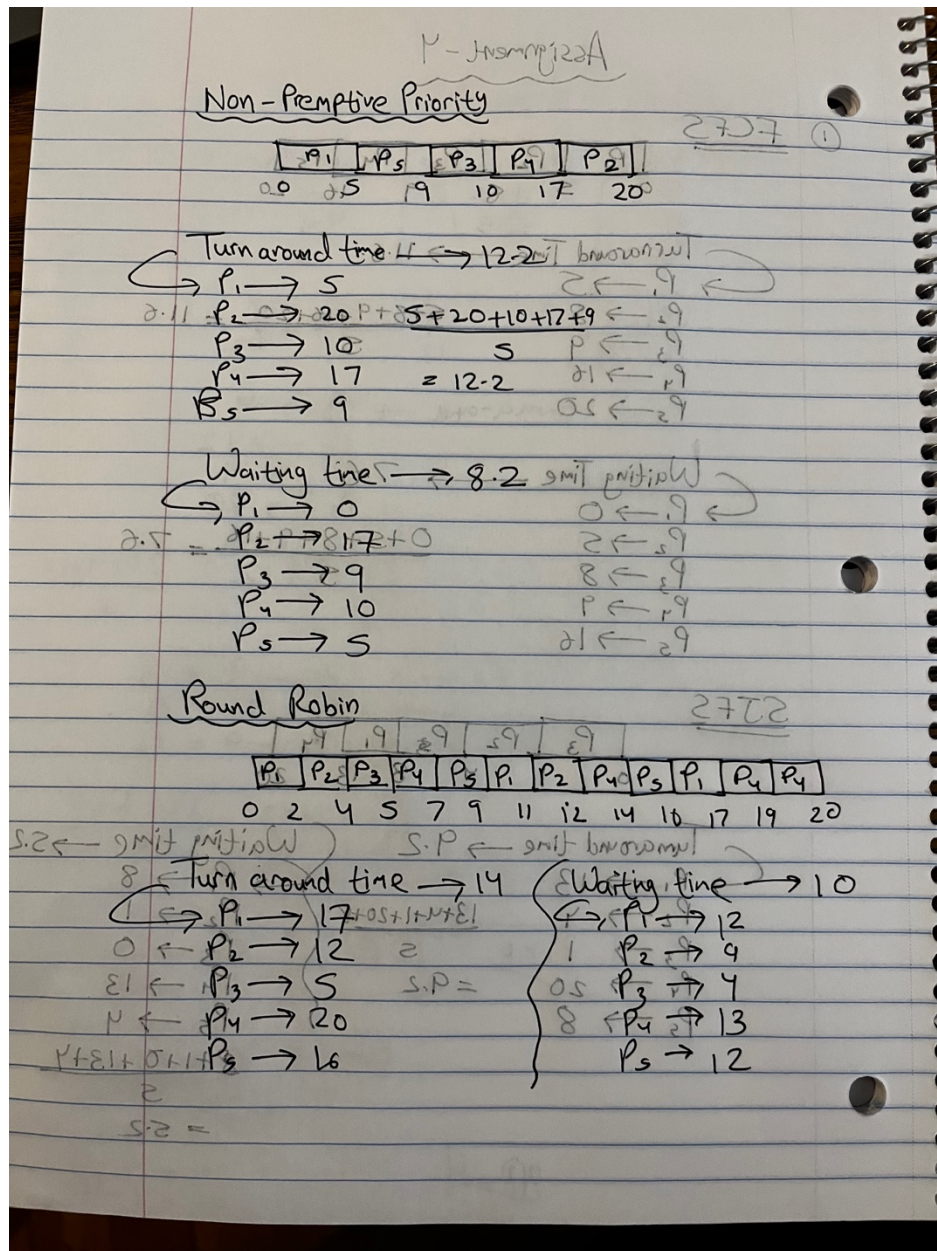 Non-Premptive Priority
P1 P5 P3 P4 P2
0 5 9 10 17 20
Turn around time → 12.2
P1 → 5
P2 → 20 5+20+10+17+9
P3 → 10 5
P4 → 17 = 12.2
P5 → 9
Waiting time → 8.2
P1 → 0
P2 → 17
P3 → 9
P4 → 10
P5 → 5
Round Robin
P1 P2 P3 P4 P5 P1 P2 P4 P5 P1 P4 P4
0 2 4 5 7 9 11 12 14 16 17 19 20
Turn around time → 14 Waiting time → 10
P1 → 17 P1 → 12
P2 → 12 P2 → 9
P3 → 5 P3 → 4
P4 → 20 P4 → 13
P5 → 16 P5 → 12